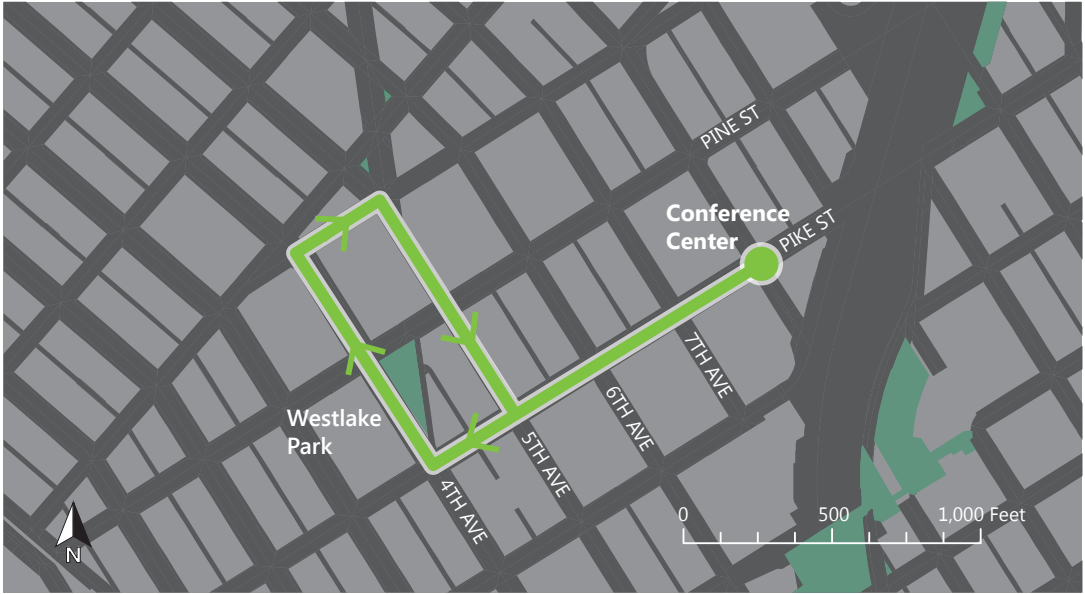 PINE ST
Conference
Center
PIKE ST
7TH AVE
6TH AVE
Westlake
Park
5TH AVE
4TH AVE
0 500 1,000 Feet
N